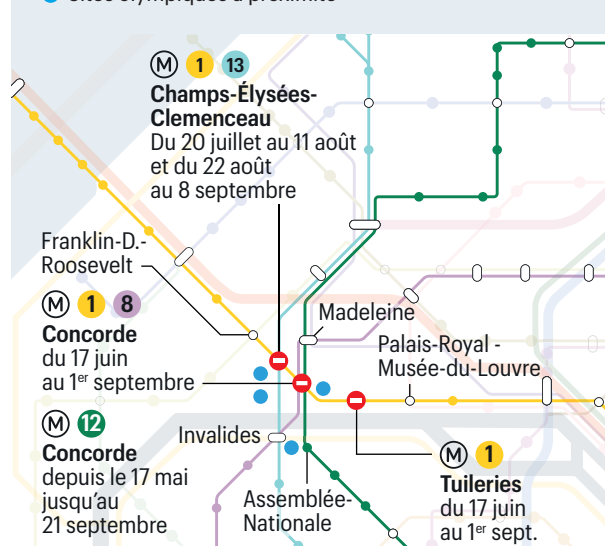 Sites olympiques à proximité
M 1 13
Champs-Élysées-
Clemenceau
Du 20 juillet au 11 août
et du 22 août
au 8 septembre
Franklin-D.-
Roosevelt
M 1 8
Concorde
du 17 juin
au 1er septembre
Madeleine
Palais-Royal -
Musée-du-Louvre
M 12
Concorde
depuis le 17 mai
jusqu'au
21 septembre
Invalides
Assemblée-
Nationale
M 1
Tuileries
du 17 juin
au 1er sept.